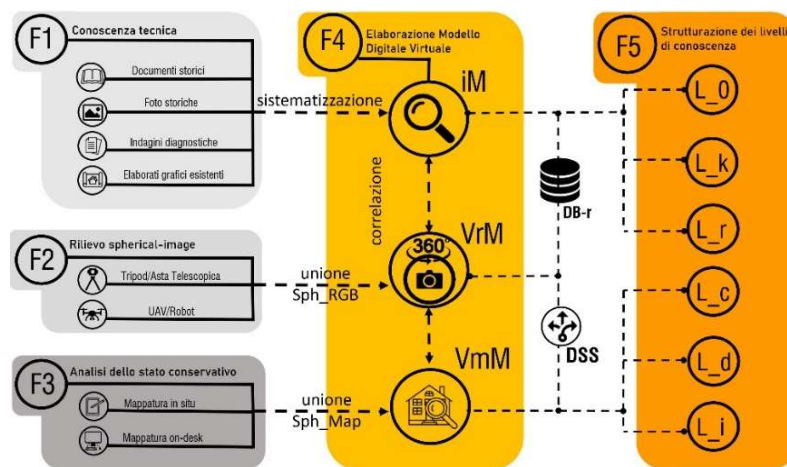 F1
Conoscenza tecnica
Documenti storici
Foto storiche
Indagini diagnostiche
Elaborati grafici esistenti
sistematizzazione
F2
Rilievo spherical-image
Tripod/Asta Telescopica
UAV/Robot
unione
Sph_RGB
F3
Analisi dello stato conservativo
Mappatura in situ
Mappatura on-desk
unione
Sph_Map
F4
Elaborazione Modello
Digitale Virtuale
iM
correlazione
VrM
360°
VmM
DB-r
DSS
F5
Strutturazione dei livelli
di conoscenza
L_0
L_k
L_r
L_c
L_d
L_i